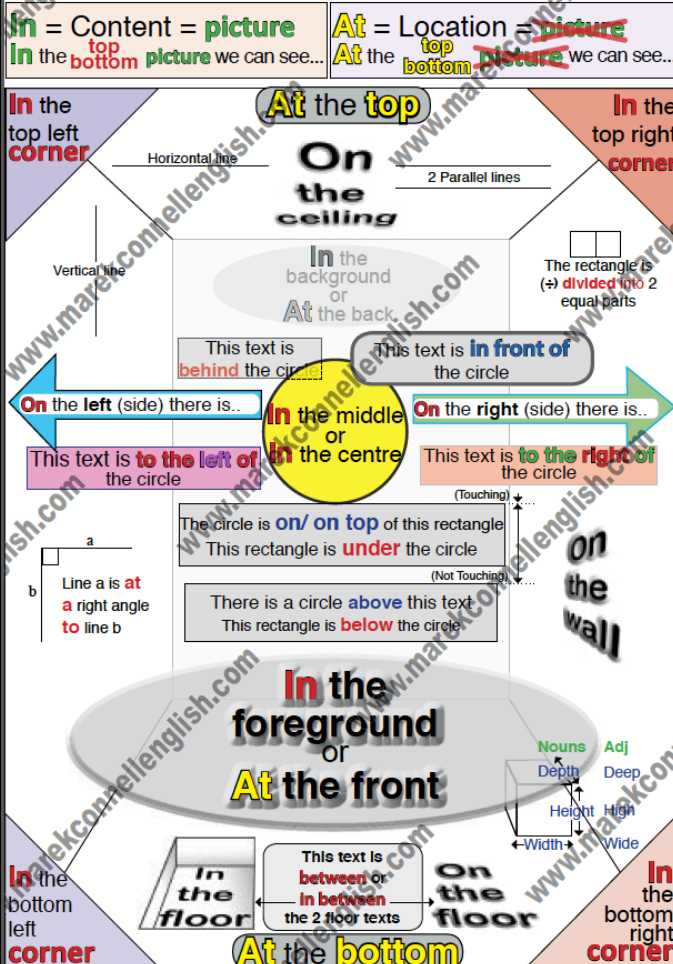 In = Content = picture
In the top bottom picture we can see...
At = Location = picture
At the top bottom picture we can see...
In the
top left
corner
At the top
In the
top right
corner
Horizontal line
On
the
ceiling
2 Parallel lines
Vertical line
In the
background
or
At the back
The rectangle is
(÷) divided into 2
equal parts
This text is
behind the circle
This text is in front of
the circle
On the left (side) there is..
In the middle
or
In the centre
On the right (side) there is..
This text is to the left of
the circle
This text is to the right of
the circle
(Touching)
The circle is on/ on top of this rectangle
This rectangle is under the circle
(Not Touching)
There is a circle above this text
This rectangle is below the circle
a
b
Line a is at
a right angle
to line b
on
the
wall
In the
foreground
or
At the front
Nouns Adj
Depth Deep
Height High
Width Wide
In
the
floor
This text is
between or
in between
the 2 floor texts
On
the
floor
In the
bottom
left
corner
At the bottom
In
the
bottom
right
corner
www.marekconnellenglish.com
www.marekconnellenglish.com
www.marekconnellenglish.com
www.marekconnellenglish.com